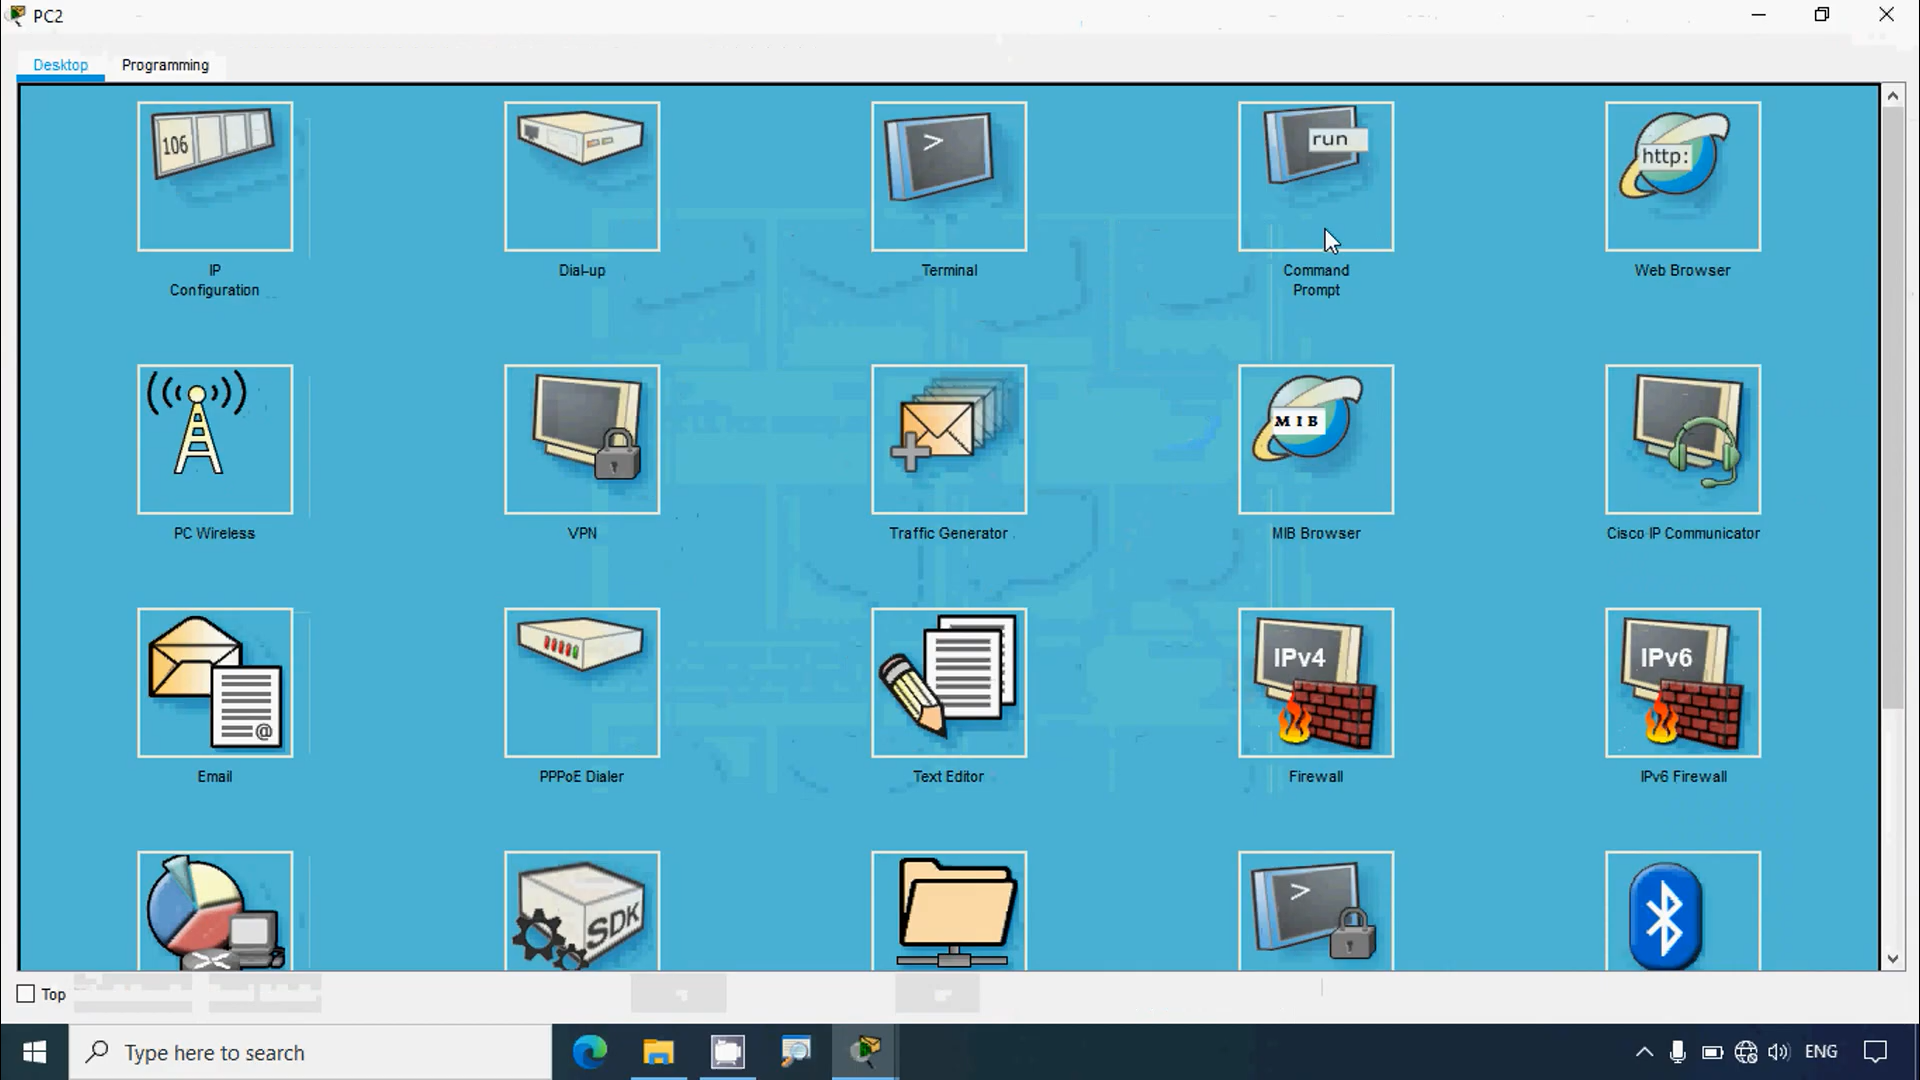 PC2
Desktop
Programming
106
>
run
http:
IP
Configuration
Dial-up
Terminal
Command
Prompt
Web Browser
MIB
PC Wireless
VPN
Traffic Generator
MIB Browser
Cisco IP Communicator
@
IPv4
IPv6
Email
PPPoE Dialer
Text Editor
Firewall
IPv6 Firewall
SDK
>
Top
Type here to search
ENG